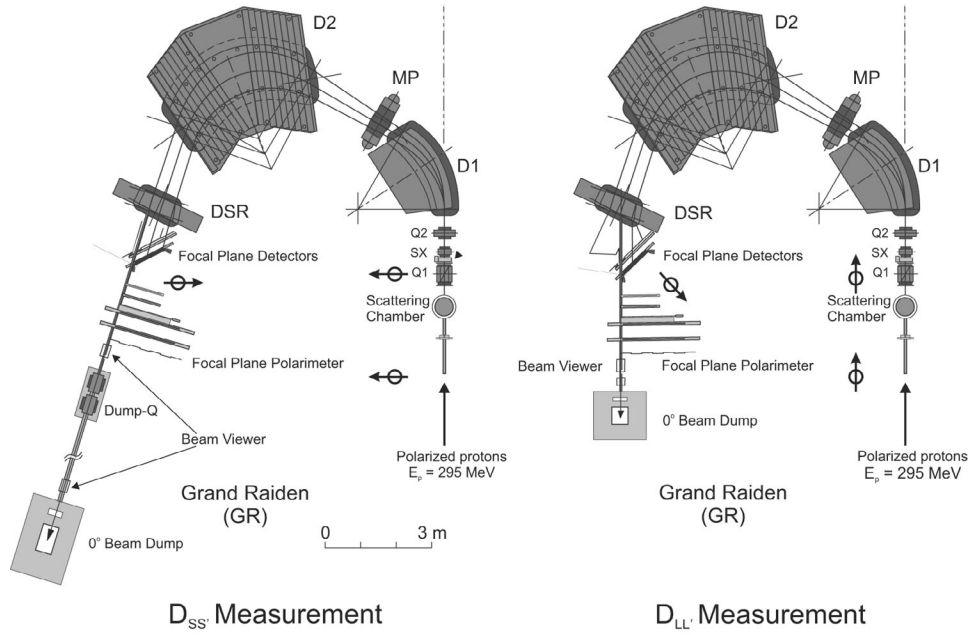 D2
MP
D1
DSR
Q2
SX
Q1
Focal Plane Detectors
Scattering
Chamber
Focal Plane Polarimeter
Dump-Q
Beam Viewer
Polarized protons
Eₚ = 295 MeV
Grand Raiden
(GR)
0 3 m
0° Beam Dump
D_SS' Measurement
D2
MP
D1
DSR
Q2
SX
Q1
Focal Plane Detectors
Scattering
Chamber
Beam Viewer
Focal Plane Polarimeter
0° Beam Dump
Polarized protons
Eₚ = 295 MeV
Grand Raiden
(GR)
D_LL' Measurement